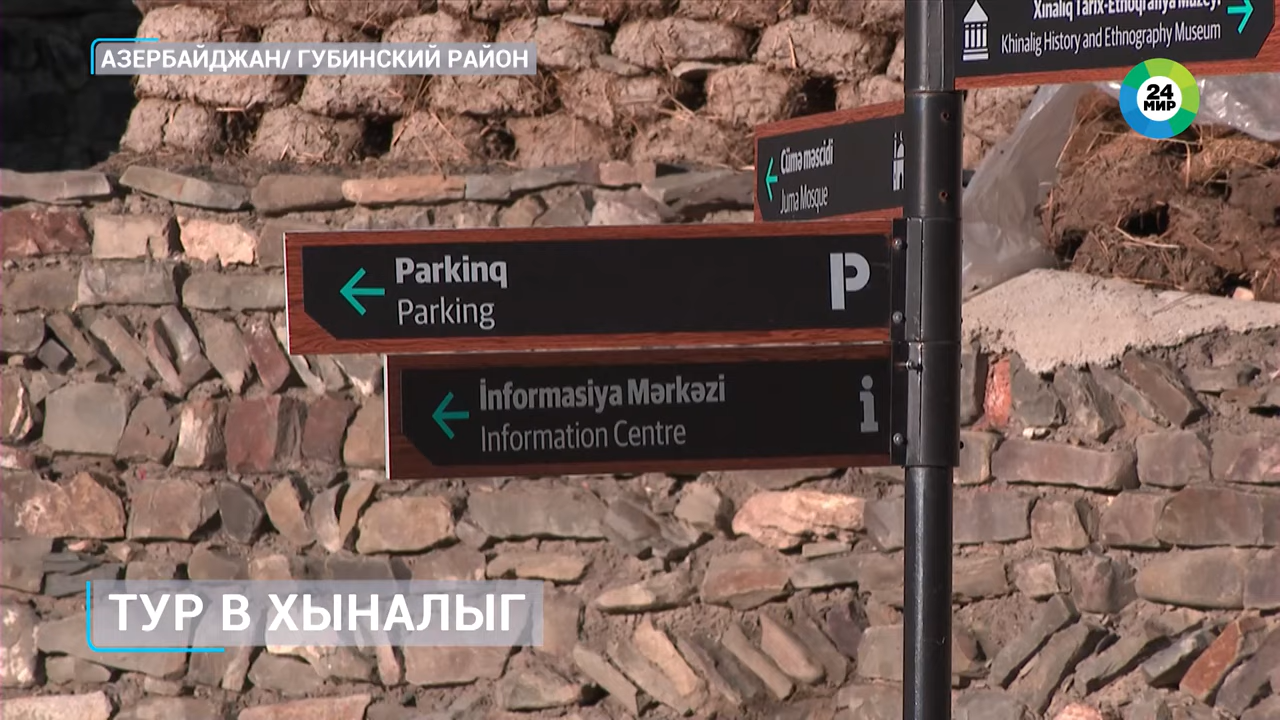 Xınalıq Tarix-Etnoqrafiya Muzeyi
Khinalig History and Ethnography Museum
АЗЕРБАЙДЖАН/ ГУБИНСКИЙ РАЙОН
24
МИР
Cümə məscidi
Juma Mosque
Parkinq
Parking
P
İnformasiya Mərkəzi
Information Centre
i
ТУР В ХЫНАЛЫГ